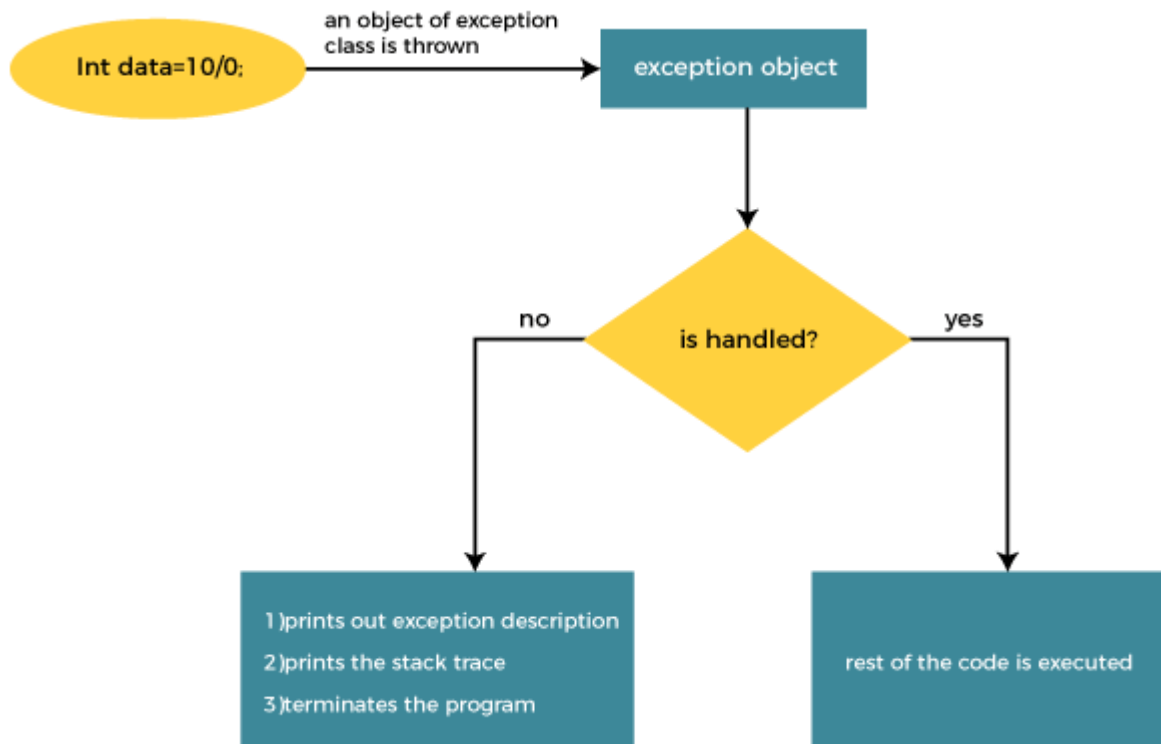 Int data=10/0;
an object of exception
class is thrown
exception object
is handled?
no
yes
1)prints out exception description
2)prints the stack trace
3)terminates the program
rest of the code is executed